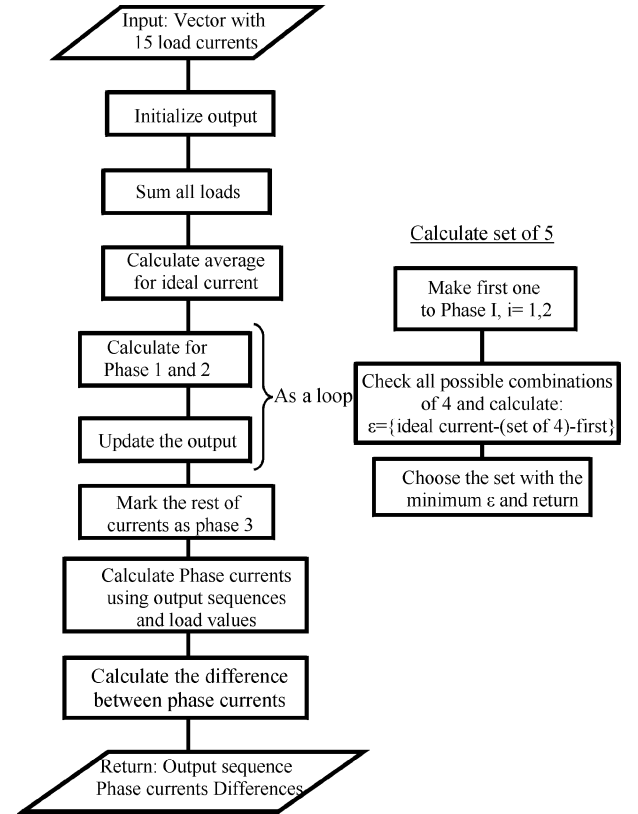 Input: Vector with
15 load currents
Initialize output
Sum all loads
Calculate average
for ideal current
Calculate for
Phase 1 and 2
As a loop
Update the output
Mark the rest of
currents as phase 3
Calculate Phase currents
using output sequences
and load values
Calculate the difference
between phase currents
Return: Output sequence
Phase currents Differences
Calculate set of 5
Make first one
to Phase I, i= 1,2
Check all possible combinations
of 4 and calculate:
ε={ideal current-(set of 4)-first}
Choose the set with the
minimum ε and return